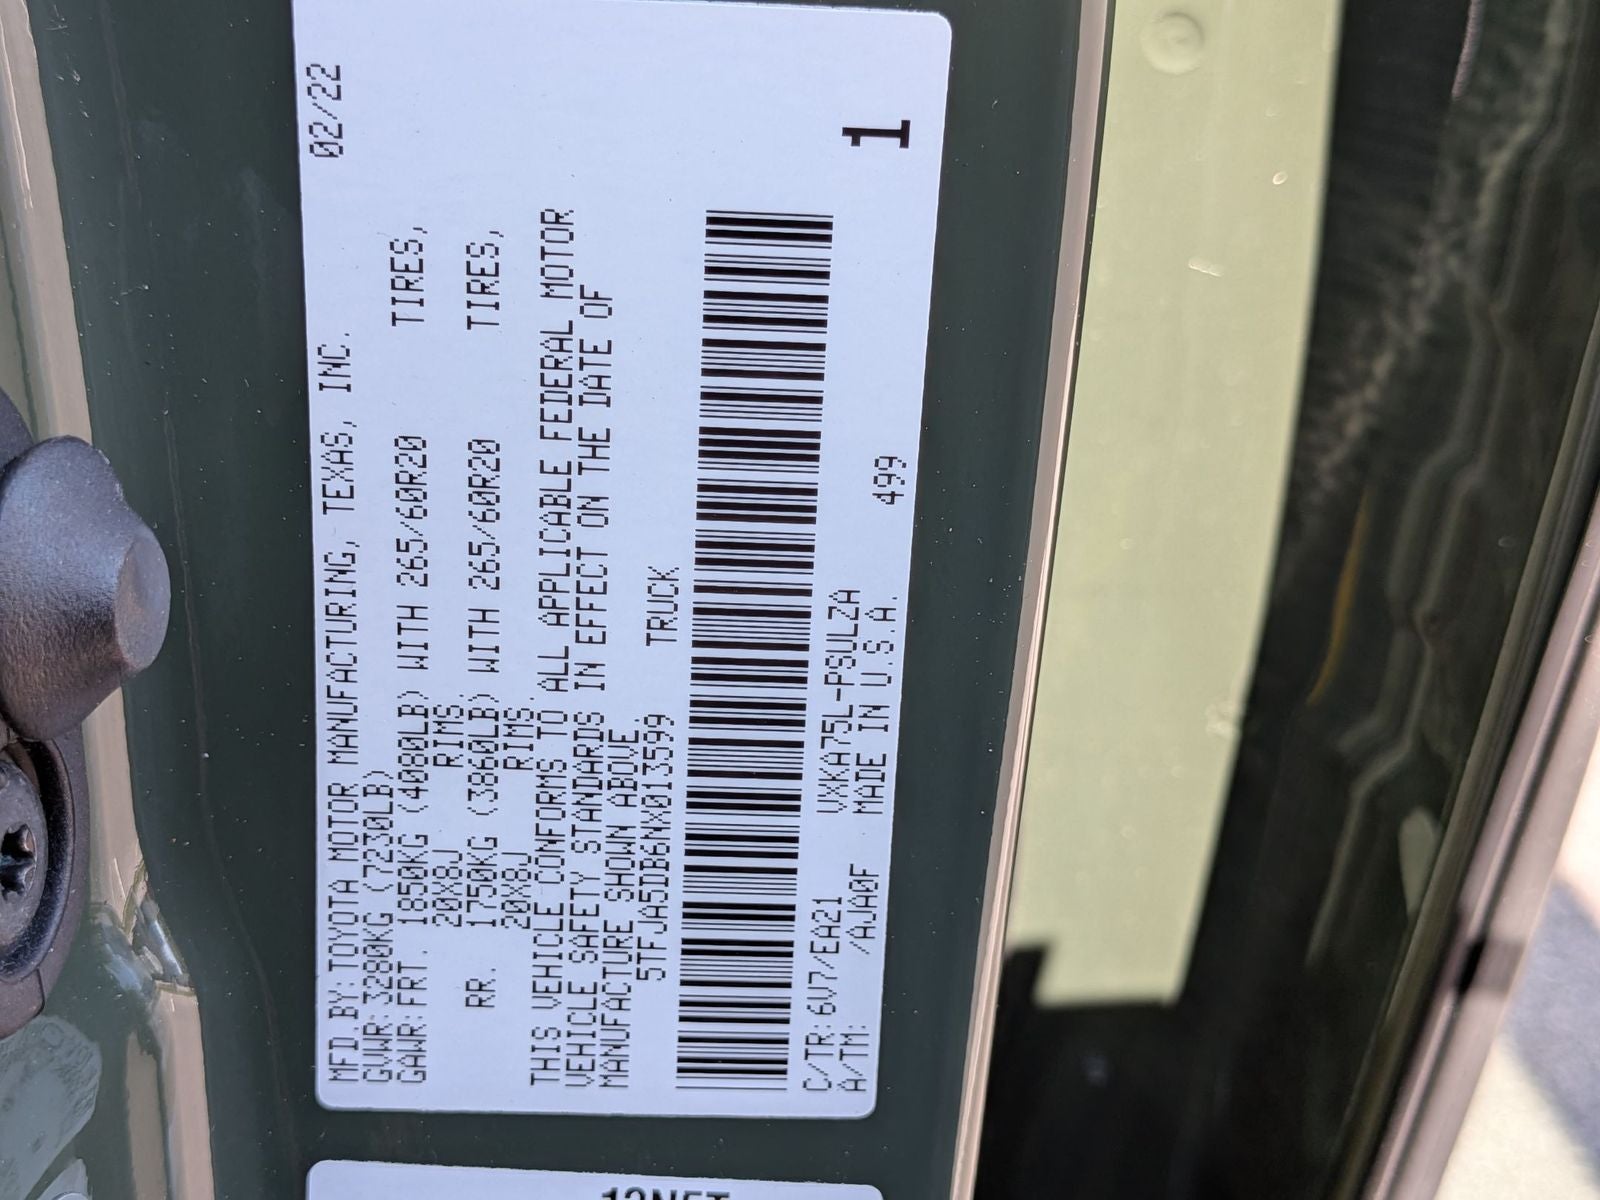 MFD.BY:TOYOTA MOTOR MANUFACTURING, TEXAS, INC. 02/22
GVWR:3280KG (7230LB)
GAWR:FRT. 1850KG (4080LB) WITH 265/60R20 TIRES,
20X8J RIMS,
RR. 1750KG (3860LB) WITH 265/60R20 TIRES,
20X8J RIMS,
THIS VEHICLE CONFORMS TO ALL APPLICABLE FEDERAL MOTOR
VEHICLE SAFETY STANDARDS IN EFFECT ON THE DATE OF
MANUFACTURE SHOWN ABOVE.
5TFJA5DB6NX013599 TRUCK
C/TR:6V7/EA21 VXKA75L-PSULZA
A/TM: /AJA0F MADE IN U.S.A. 499
1